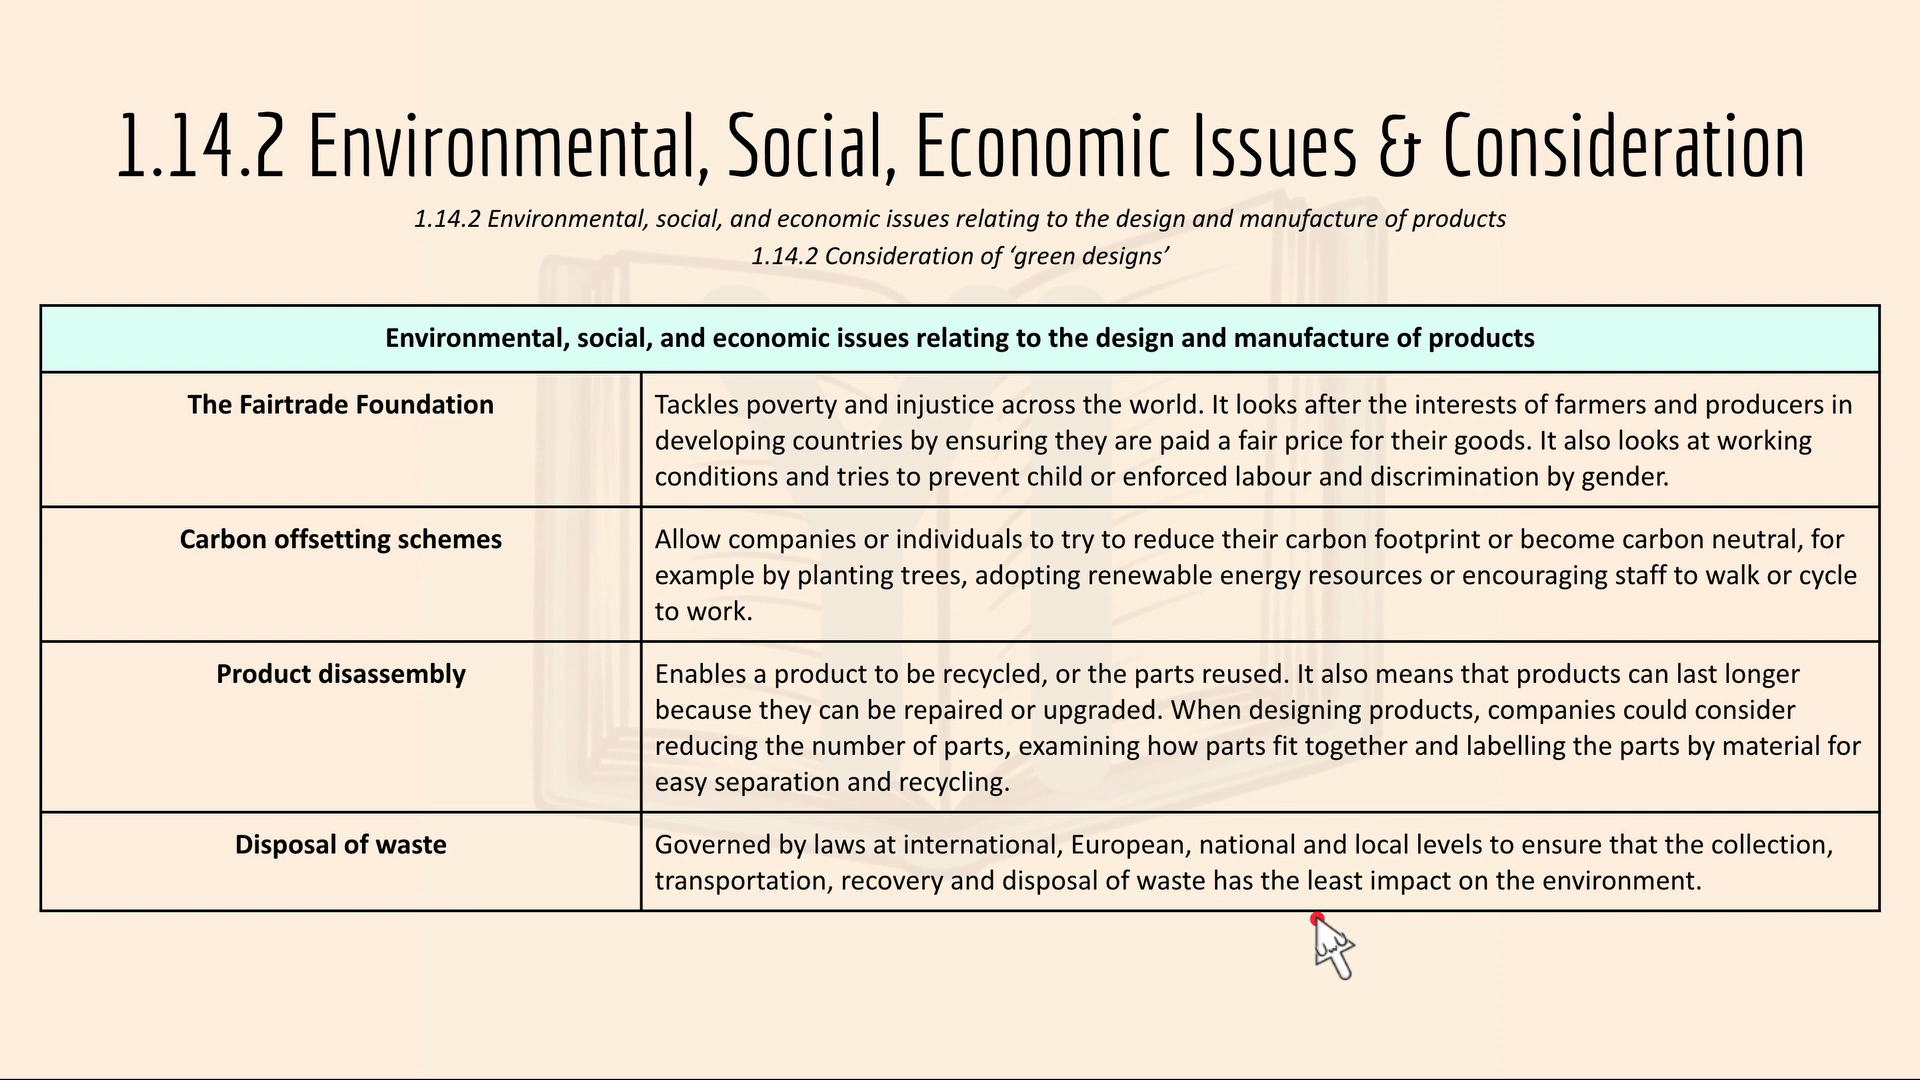 1.14.2 Environmental, Social, Economic Issues & Consideration
1.14.2 Environmental, social, and economic issues relating to the design and manufacture of products
1.14.2 Consideration of ‘green designs’
Environmental, social, and economic issues relating to the design and manufacture of products
The Fairtrade Foundation
Tackles poverty and injustice across the world. It looks after the interests of farmers and producers in
developing countries by ensuring they are paid a fair price for their goods. It also looks at working
conditions and tries to prevent child or enforced labour and discrimination by gender.
Carbon offsetting schemes
Allow companies or individuals to try to reduce their carbon footprint or become carbon neutral, for
example by planting trees, adopting renewable energy resources or encouraging staff to walk or cycle
to work.
Product disassembly
Enables a product to be recycled, or the parts reused. It also means that products can last longer
because they can be repaired or upgraded. When designing products, companies could consider
reducing the number of parts, examining how parts fit together and labelling the parts by material for
easy separation and recycling.
Disposal of waste
Governed by laws at international, European, national and local levels to ensure that the collection,
transportation, recovery and disposal of waste has the least impact on the environment.